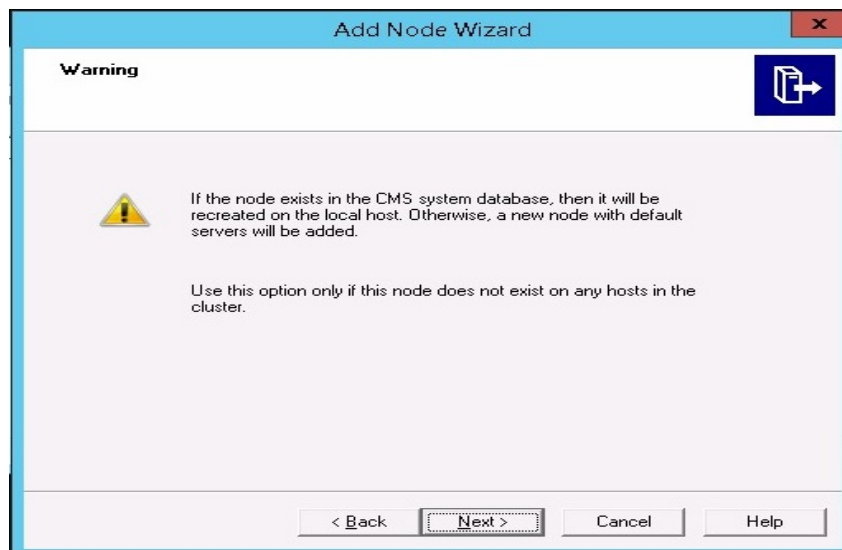 Add Node Wizard
x
Warning
If the node exists in the CMS system database, then it will be
recreated on the local host. Otherwise, a new node with default
servers will be added.
Use this option only if this node does not exist on any hosts in the
cluster.
< Back
Next >
Cancel
Help